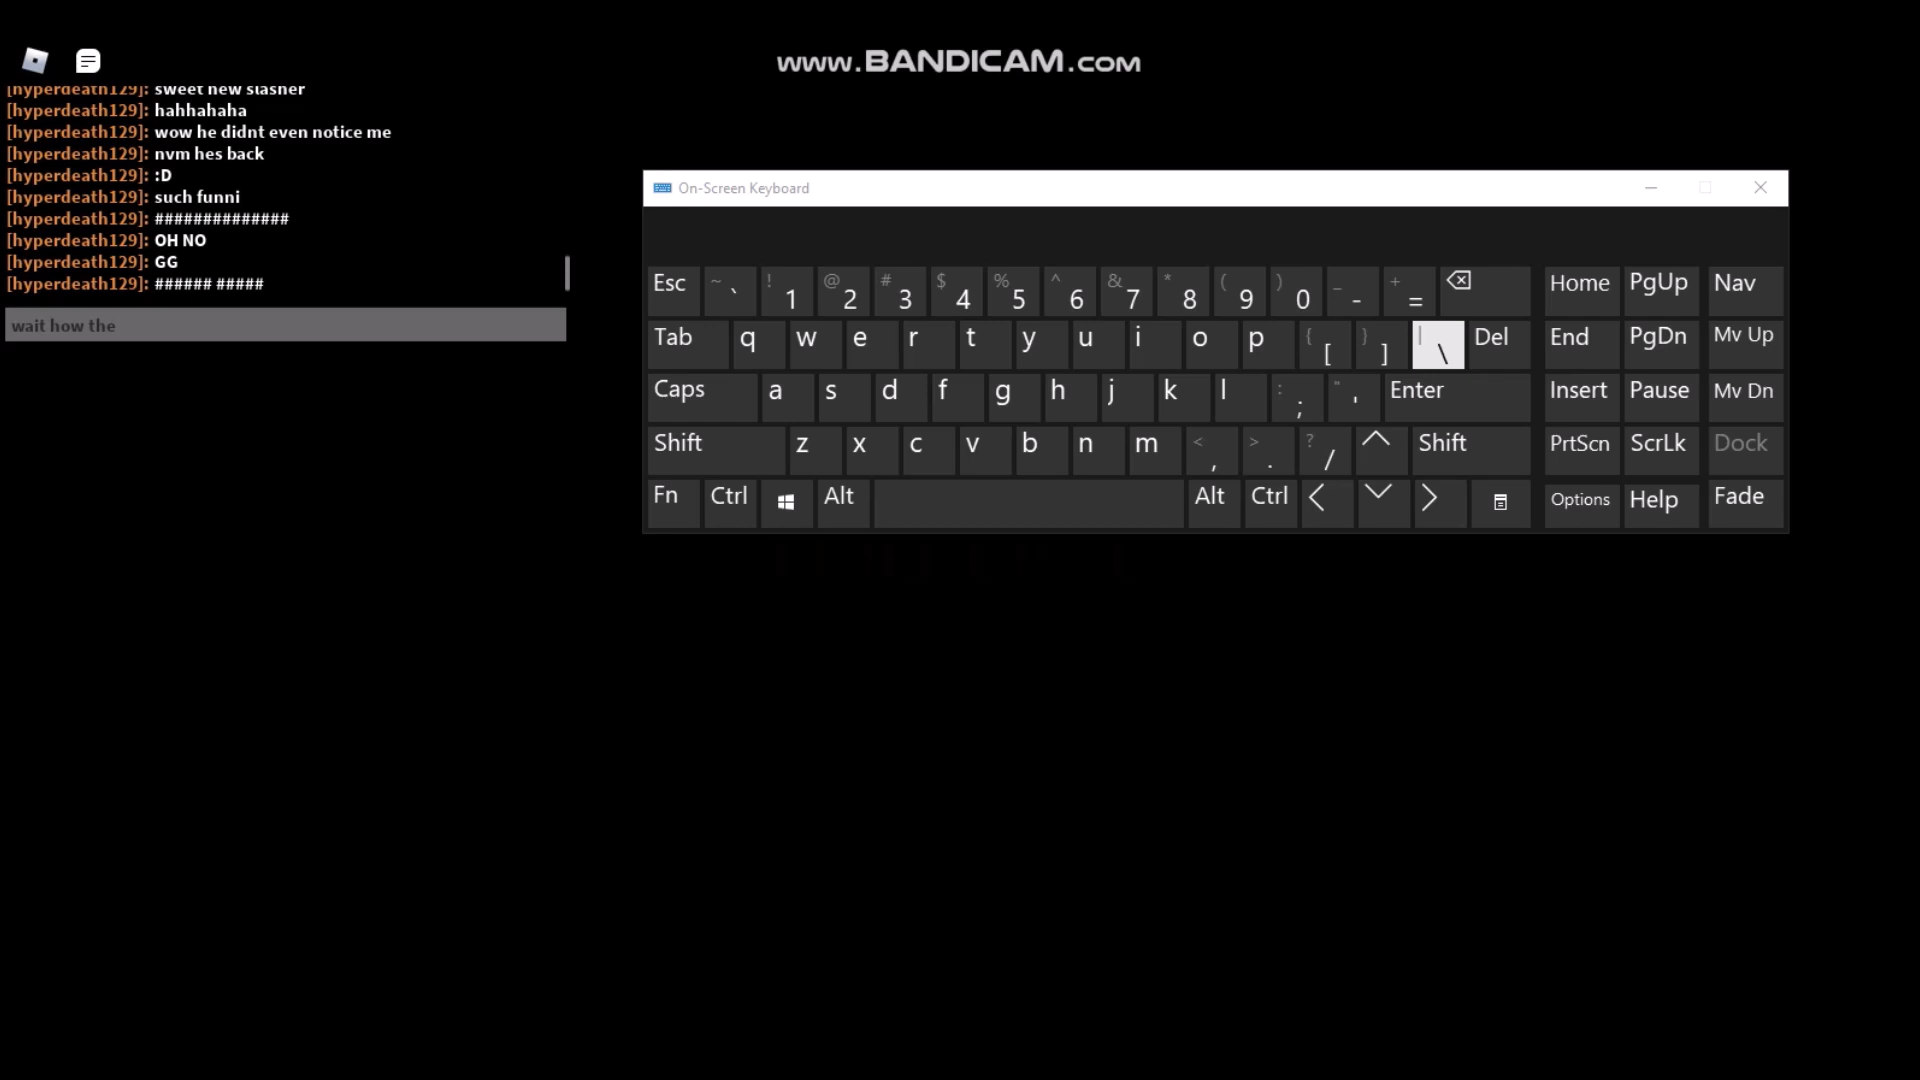 www.BANDICAM.com
[hyperdeath129]: sweet new slasher
[hyperdeath129]: hahhahaha
[hyperdeath129]: wow he didnt even notice me
[hyperdeath129]: nvm hes back
[hyperdeath129]: :D
[hyperdeath129]: such funni
[hyperdeath129]: ##############
[hyperdeath129]: OH NO
[hyperdeath129]: GG
[hyperdeath129]: ###### #####
wait how the
On-Screen Keyboard
Esc ~ ` ! 1 @ 2 # 3 $ 4 % 5 ^ 6 & 7 * 8 ( 9 ) 0 _ - + = Home PgUp Nav
Tab q w e r t y u i o p { [ } ] | \ Del End PgDn Mv Up
Caps a s d f g h j k l : ; " ' Enter Insert Pause Mv Dn
Shift z x c v b n m < , > . ? / Shift PrtScn ScrLk Dock
Fn Ctrl Alt Alt Ctrl Options Help Fade